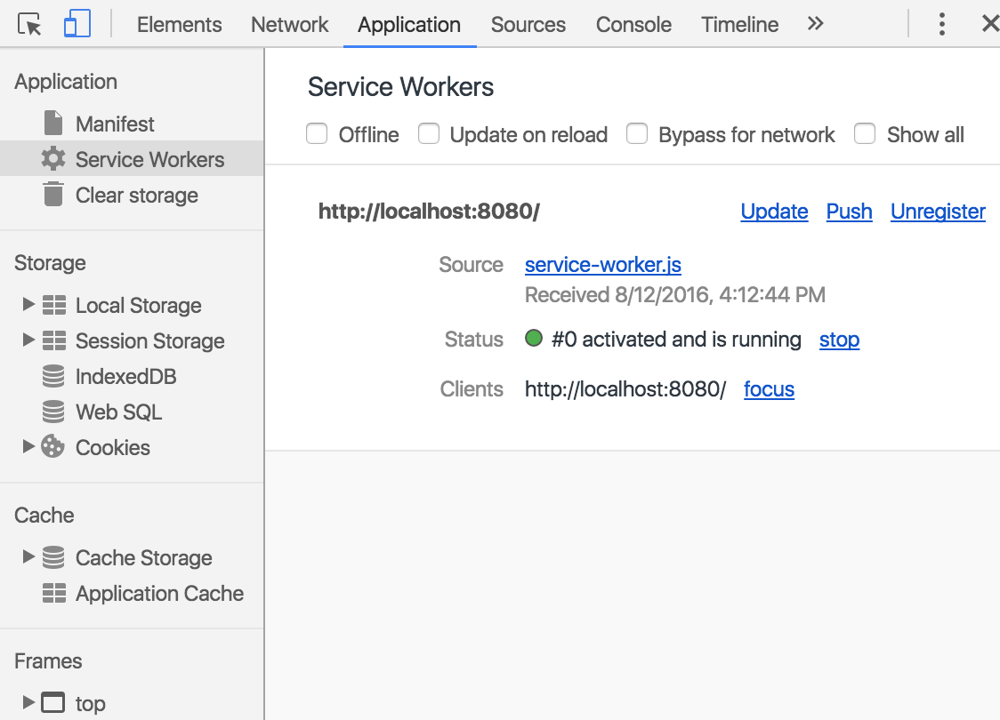 Elements Network Application Sources Console Timeline
Application
Manifest
Service Workers
Clear storage
Storage
Local Storage
Session Storage
IndexedDB
Web SQL
Cookies
Cache
Cache Storage
Application Cache
Frames
top
Service Workers
Offline Update on reload Bypass for network Show all
http://localhost:8080/ Update Push Unregister
Source service-worker.js
Received 8/12/2016, 4:12:44 PM
Status #0 activated and is running stop
Clients http://localhost:8080/ focus